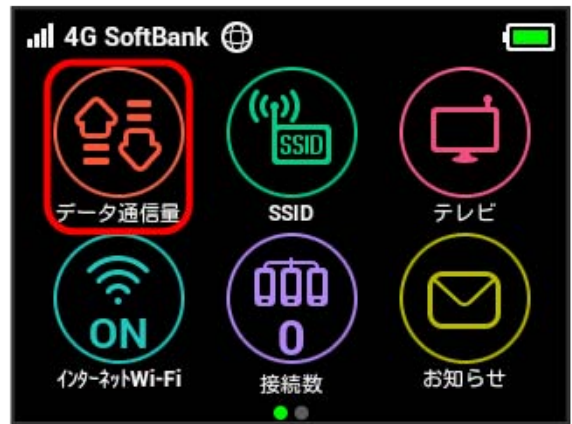 4G SoftBank
SSID
データ通信量
SSID
テレビ
ON
0
インターネットWi-Fi
接続数
お知らせ